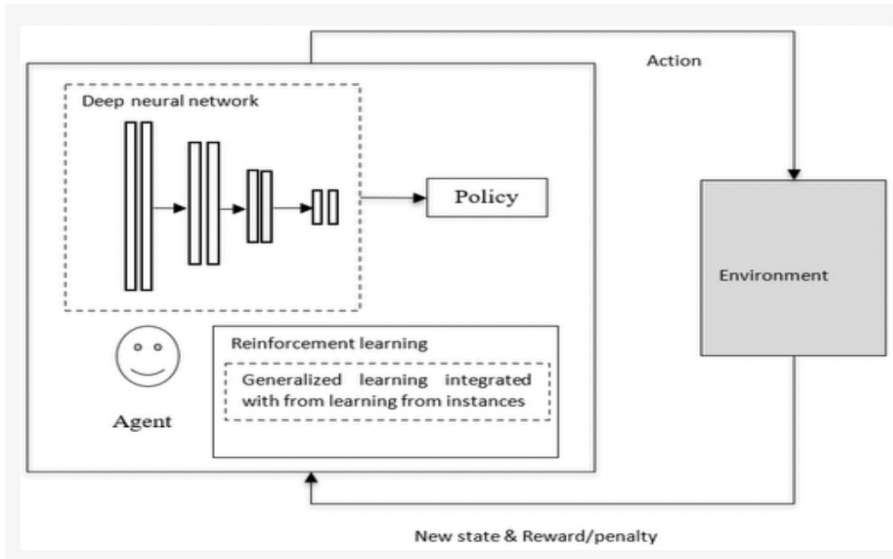 Action
Deep neural network
Policy
Environment
Reinforcement learning
Generalized learning integrated
with from learning from instances
Agent
New state & Reward/penalty